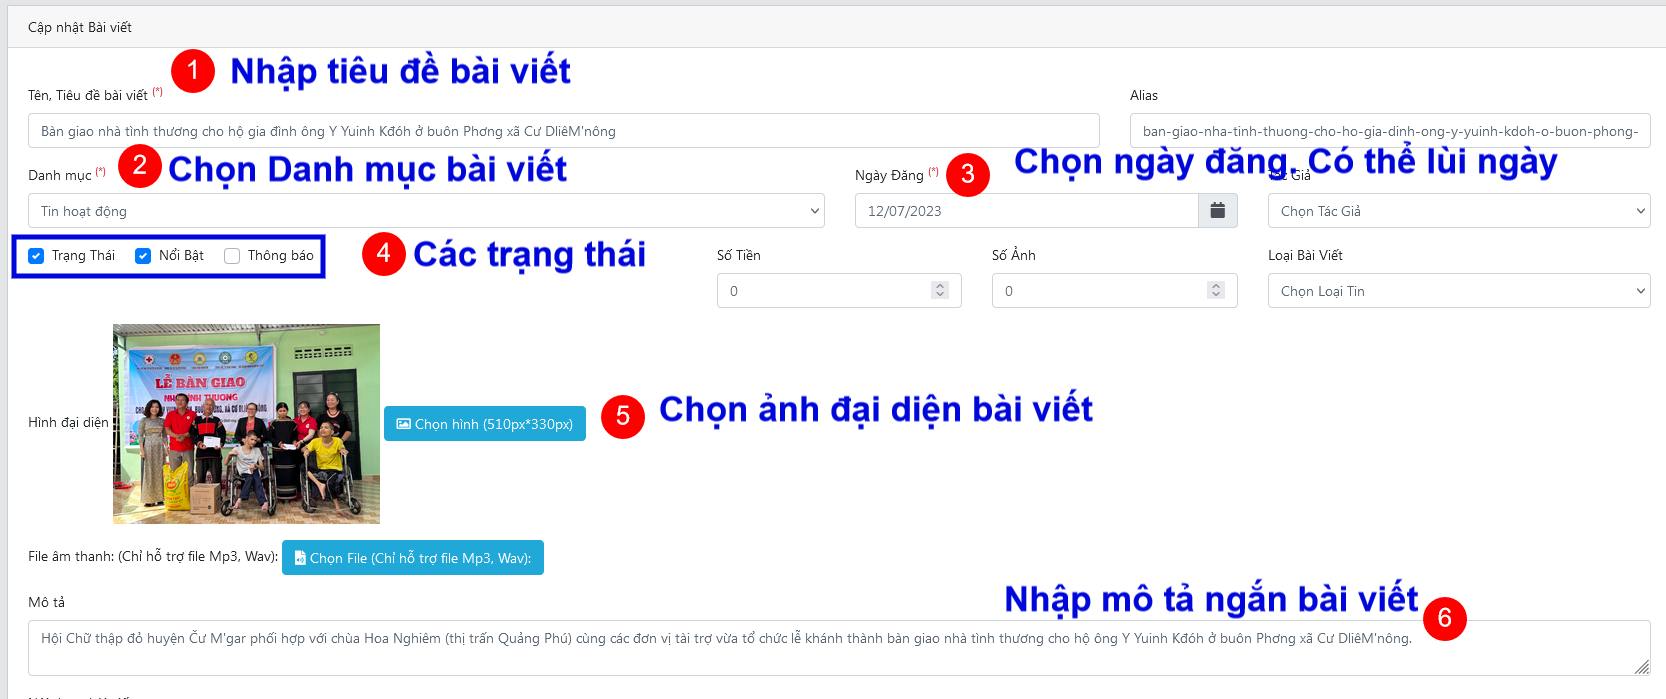 Cập nhật Bài viết
1 Nhập tiêu đề bài viết
Tên, Tiêu đề bài viết (*)
Alias
Bàn giao nhà tình thương cho hộ gia đình ông Y Yuinh Kđóh ở buôn Phơng xã Cư DliêM'nông
ban-giao-nha-tinh-thuong-cho-ho-gia-dinh-ong-y-yuinh-kdoh-o-buon-phong-
Danh mục (*)
2 Chọn Danh mục bài viết
Ngày Đăng (*)
3 Chọn ngày đăng. Có thể lùi ngày
Tác Giả
Tin hoạt động
12/07/2023
Chọn Tác Giả
Trạng Thái
Nổi Bật
Thông báo
4 Các trạng thái
Số Tiền
Số Ảnh
Loại Bài Viết
0
0
Chọn Loại Tin
LỄ BÀN GIAO
Hình đại diện
Chọn hình (510px*330px)
5 Chọn ảnh đại diện bài viết
File âm thanh: (Chỉ hỗ trợ file Mp3, Wav):
Chọn File (Chỉ hỗ trợ file Mp3, Wav):
Mô tả
Nhập mô tả ngắn bài viết 6
Hội Chữ thập đỏ huyện Čư M'gar phối hợp với chùa Hoa Nghiêm (thị trấn Quảng Phú) cùng các đơn vị tài trợ vừa tổ chức lễ khánh thành bàn giao nhà tình thương cho hộ ông Y Yuinh Kđóh ở buôn Phơng xã Cư DliêM'nông.